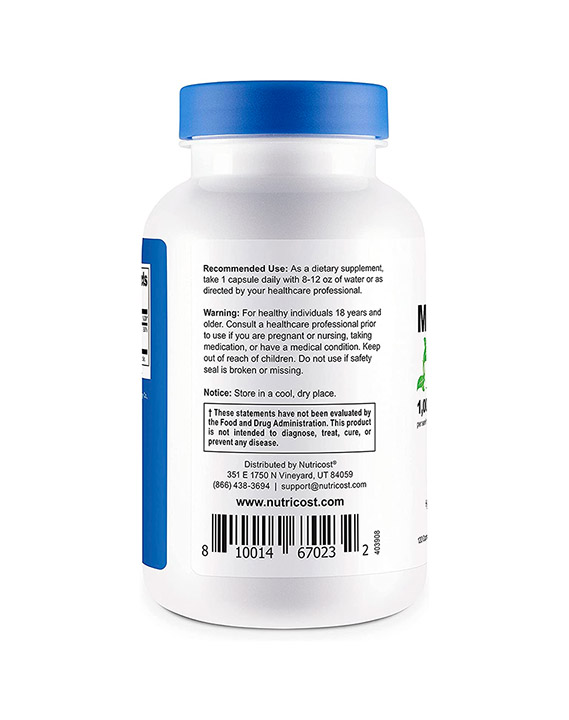 Recommended Use: As a dietary supplement,
take 1 capsule daily with 8-12 oz of water or as
directed by your healthcare professional.
Warning: For healthy individuals 18 years and
older. Consult a healthcare professional prior
to use if you are pregnant or nursing, taking
medication, or have a medical condition. Keep
out of reach of children. Do not use if safety
seal is broken or missing.
Notice: Store in a cool, dry place.
† These statements have not been evaluated by
the Food and Drug Administration. This product
is not intended to diagnose, treat, cure, or
prevent any disease.
Distributed by Nutricost®
351 E 1750 N Vineyard, UT 84059
(866) 438-3694 | support@nutricost.com
www.nutricost.com
8 10014 67023 2
403908